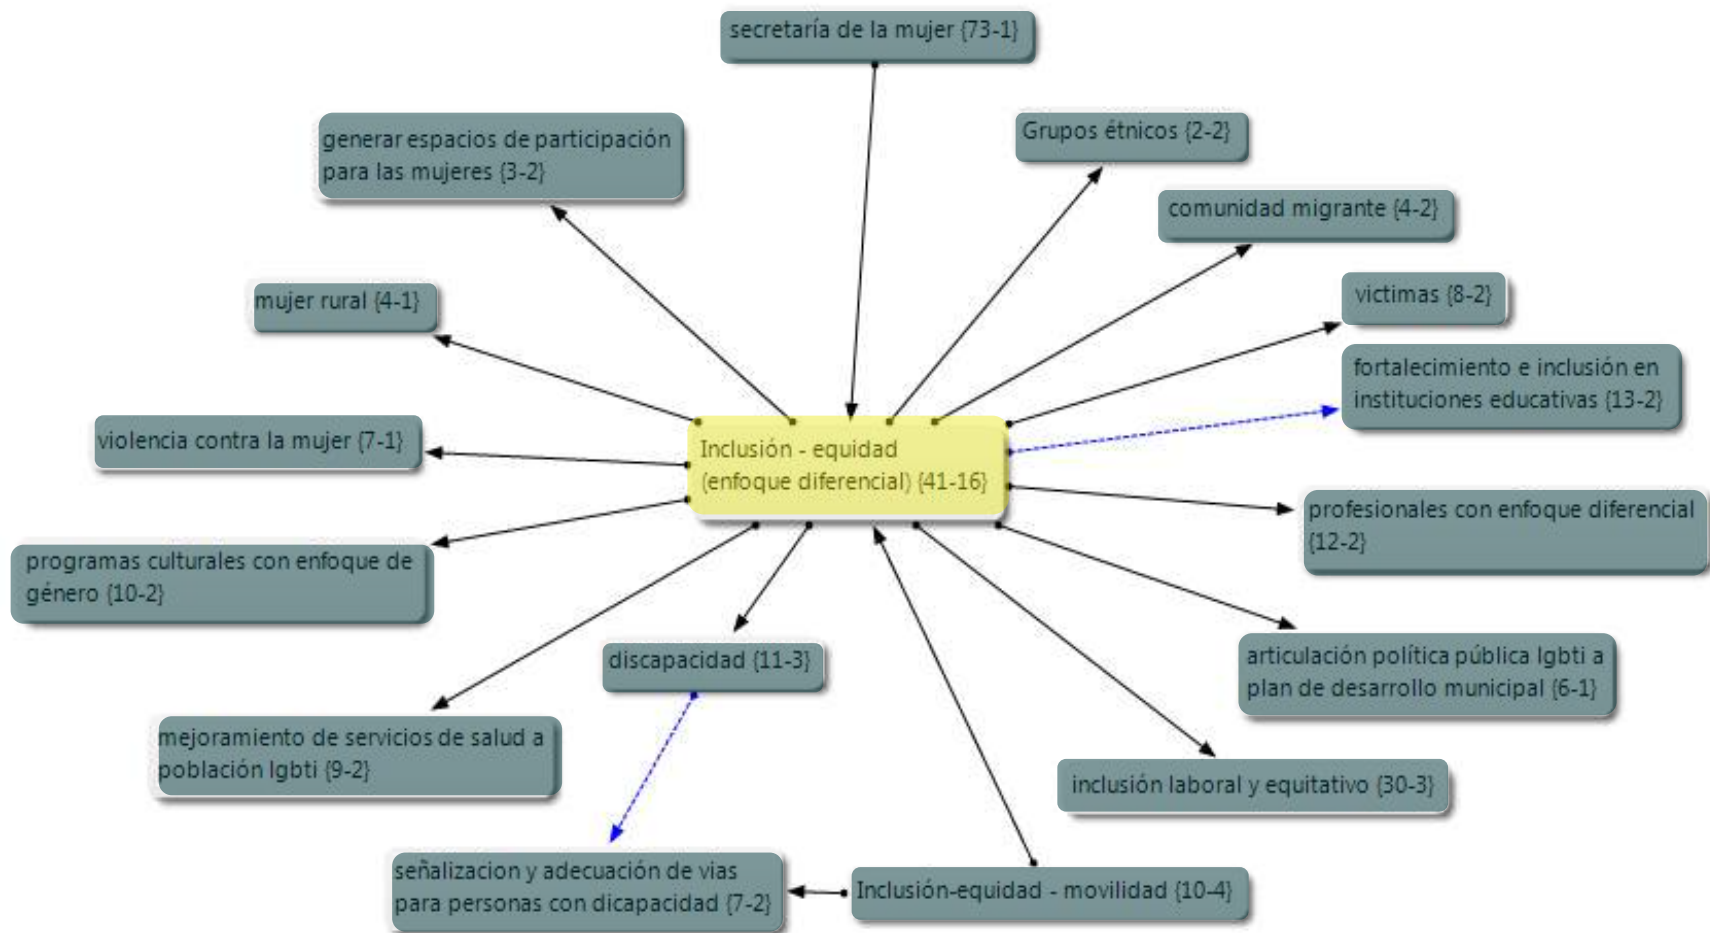 secretaría de la mujer {73-1}
generar espacios de participación
para las mujeres {3-2}
Grupos étnicos {2-2}
comunidad migrante {4-2}
mujer rural {4-1}
victimas {8-2}
fortalecimiento e inclusión en
instituciones educativas {13-2}
violencia contra la mujer {7-1}
Inclusión - equidad
(enfoque diferencial) {41-16}
profesionales con enfoque diferencial
{12-2}
programas culturales con enfoque de
género {10-2}
discapacidad {11-3}
articulación política pública lgbti a
plan de desarrollo municipal {6-1}
mejoramiento de servicios de salud a
población lgbti {9-2}
inclusión laboral y equitativo {30-3}
señalizacion y adecuación de vias
para personas con dicapacidad {7-2}
Inclusión-equidad - movilidad {10-4}